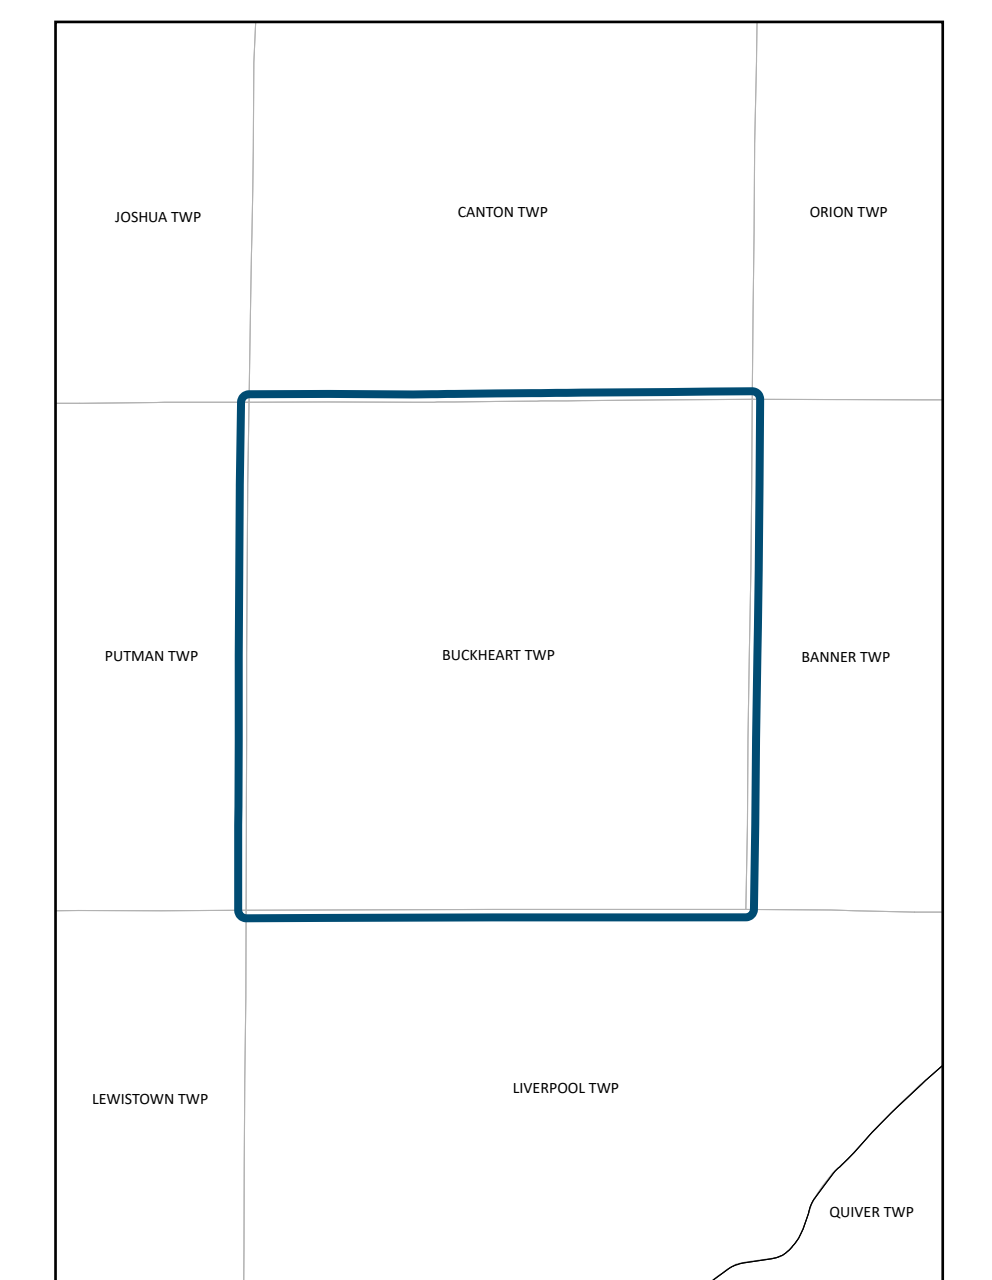 JOSHUA TWP
CANTON TWP
ORION TWP
PUTMAN TWP
BUCKHEART TWP
BANNER TWP
LEWISTOWN TWP
LIVERPOOL TWP
QUIVER TWP